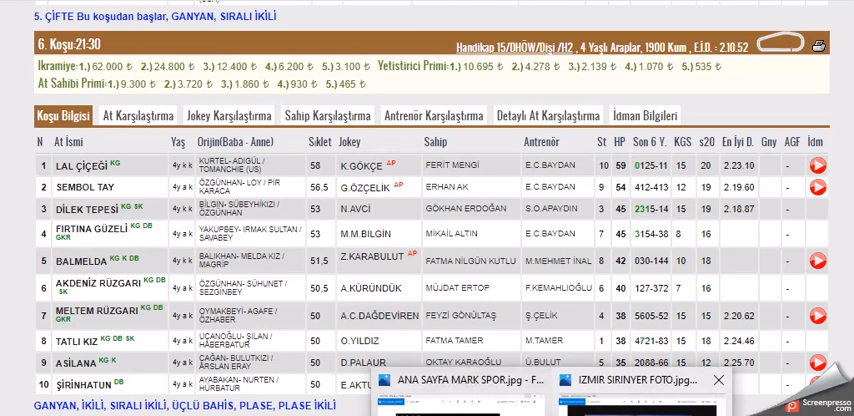 5. ÇİFTE Bu koşudan başlar, GANYAN, SIRALI İKİLİ
6. Koşu:21:30 Handikap 15/DHÖW/Dişi /H2 , 4 Yaşlı Araplar, 1900 Kum , E.İ.D. : 2.10.52
İkramiye: 1.) 62.000 ₺ 2.) 24.800 ₺ 3.) 12.400 ₺ 4.) 6.200 ₺ 5.) 3.100 ₺ Yetistirici Primi: 1.) 10.695 ₺ 2.) 4.278 ₺ 3.) 2.139 ₺ 4.) 1.070 ₺ 5.) 535 ₺
At Sahibi Primi: 1.) 9.300 ₺ 2.) 3.720 ₺ 3.) 1.860 ₺ 4.) 930 ₺ 5.) 465 ₺
Koşu Bilgisi At Karşılaştırma Jokey Karşılaştırma Sahip Karşılaştırma Antrenör Karşılaştırma Detaylı At Karşılaştırma İdman Bilgileri
N At İsmi Yaş Orijin(Baba - Anne) Sıklet Jokey Sahip Antrenör St HP Son 6 Y. KGS s20 En İyi D. Gny AGF İdm
1 LAL ÇİÇEĞİ KG 4y k k KURTEL- ADIGÜL / TOMANCHIE (US) 58 K.GÖKÇE AP FERİT MENGİ E.C.BAYDAN 10 59 0125-11 15 20 2.23.10 -
2 SEMBOL TAY 4y a k ÖZGÜNHAN- LOY / PİR KARACA 56,5 G.ÖZÇELİK AP ERHAN AK E.C.BAYDAN 9 54 412-413 12 19 2.19.60 -
3 DİLEK TEPESİ KG SK 4y k k BİLGİN- SÜBEYHİKIZI / ÖZGÜNHAN 53 N.AVCİ GÖKHAN ERDOĞAN S.O.APAYDIN 3 45 2315-14 15 19 2.18.87 -
4 FIRTINA GÜZELİ KG DB GKR 4y a k YAKUPBEY- IRMAK SULTAN / SAVABEY 53 M.M.BİLGİN MİKAİL ALTIN E.C.BAYDAN 7 45 3154-38 8 16 -
5 BALMELDA KG K DB 4y k k BALIKHAN- MELDA KIZ / MAGRİP 51,5 Z.KARABULUT AP FATMA NİLGÜN KUTLU M.MEHMET İNAL 8 42 030-144 10 18 -
6 AKDENİZ RÜZGARI KG DB SK 4y a k ÖZGÜNHAN- SÜHUNET / SEZGINBEY 50,5 A.KÜRÜNDÜK MÜJDAT ERTOP F.KEMAHLIOĞLU 6 40 127-372 7 16 -
7 MELTEM RÜZGARI KG DB GKR 4y a k OYMAKBEYİ- AGAFE / ÖZHABER 50 A.C.DAĞDEVİREN FEYZİ GÖNÜLTAŞ Ş.ÇELİK 4 38 5605-52 15 15 2.20.62 -
8 TATLI KIZ KG DB SK 4y a k UÇANOĞLU- ŞİLAN / HABERBATUR 50 O.YILDIZ FATMA TAMER M.TAMER 1 38 4721-83 15 18 2.24.46 -
9 ASİLANA KG K 4y a k ÇAĞAN- BULUTKIZI / ARSLAN ERAY 50 D.PALAUR OKTAY KARAOĞLU Ü.BULUT 5 35 2088-66 15 12 2.25.70 -
10 ŞİRİNHATUN DB 4y a k AYABAKAN- NURTEN / HÜRBATUR 50 E.AKTU
GANYAN, İKİLİ, SIRALI İKİLİ, ÜÇLÜ BAHİS, PLASE, PLASE İKİLİ
ANA SAYFA MARK SPOR.jpg - F... IZMIR SIRINYER FOTO.jpg...
Screenpresso
.com